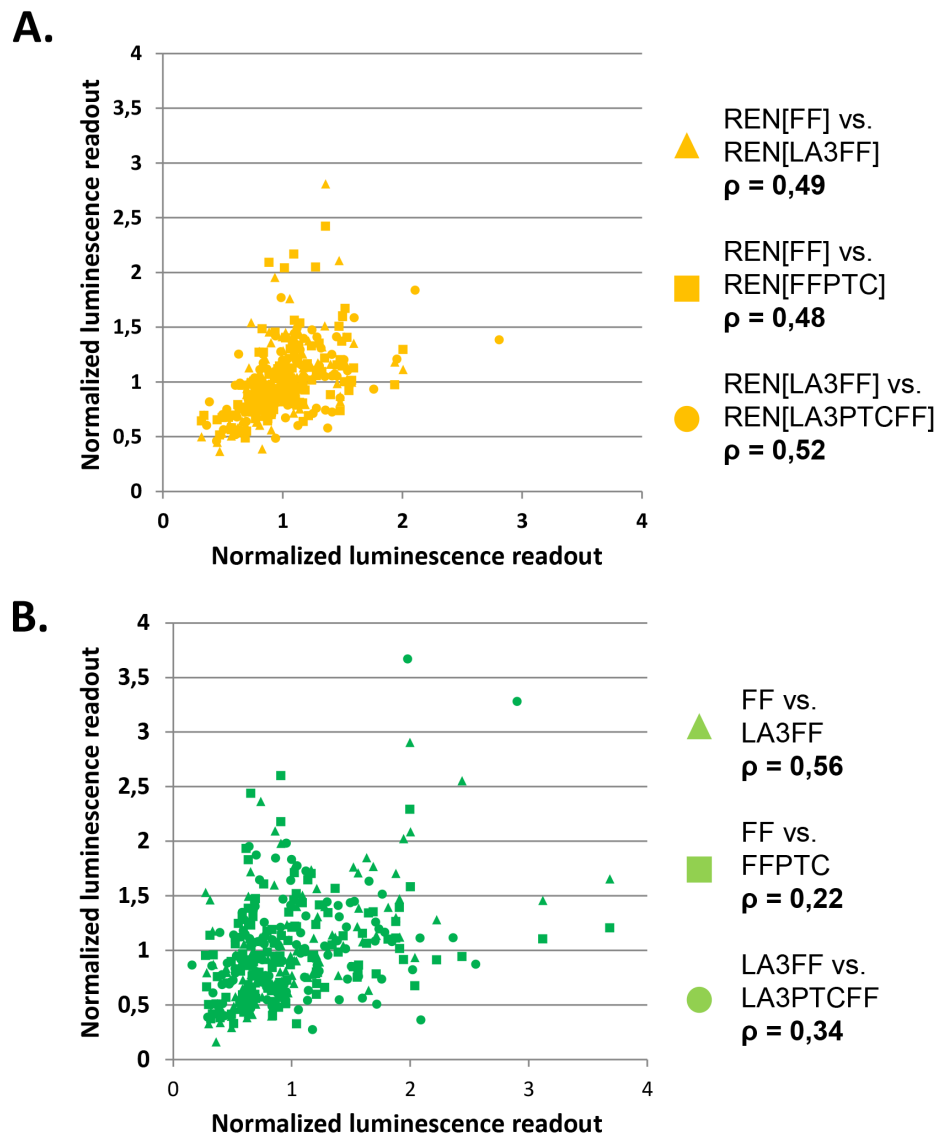 A.
Normalized luminescence readout
4
3,5
3
2,5
2
1,5
1
0,5
0
0 1 2 3 4
Normalized luminescence readout
REN[FF] vs.
REN[LA3FF]
ρ = 0,49
REN[FF] vs.
REN[FFPTC]
ρ = 0,48
REN[LA3FF] vs.
REN[LA3PTCFF]
ρ = 0,52
B.
Normalized luminescence readout
4
3,5
3
2,5
2
1,5
1
0,5
0
0 1 2 3 4
Normalized luminescence readout
FF vs.
LA3FF
ρ = 0,56
FF vs.
FFPTC
ρ = 0,22
LA3FF vs.
LA3PTCFF
ρ = 0,34